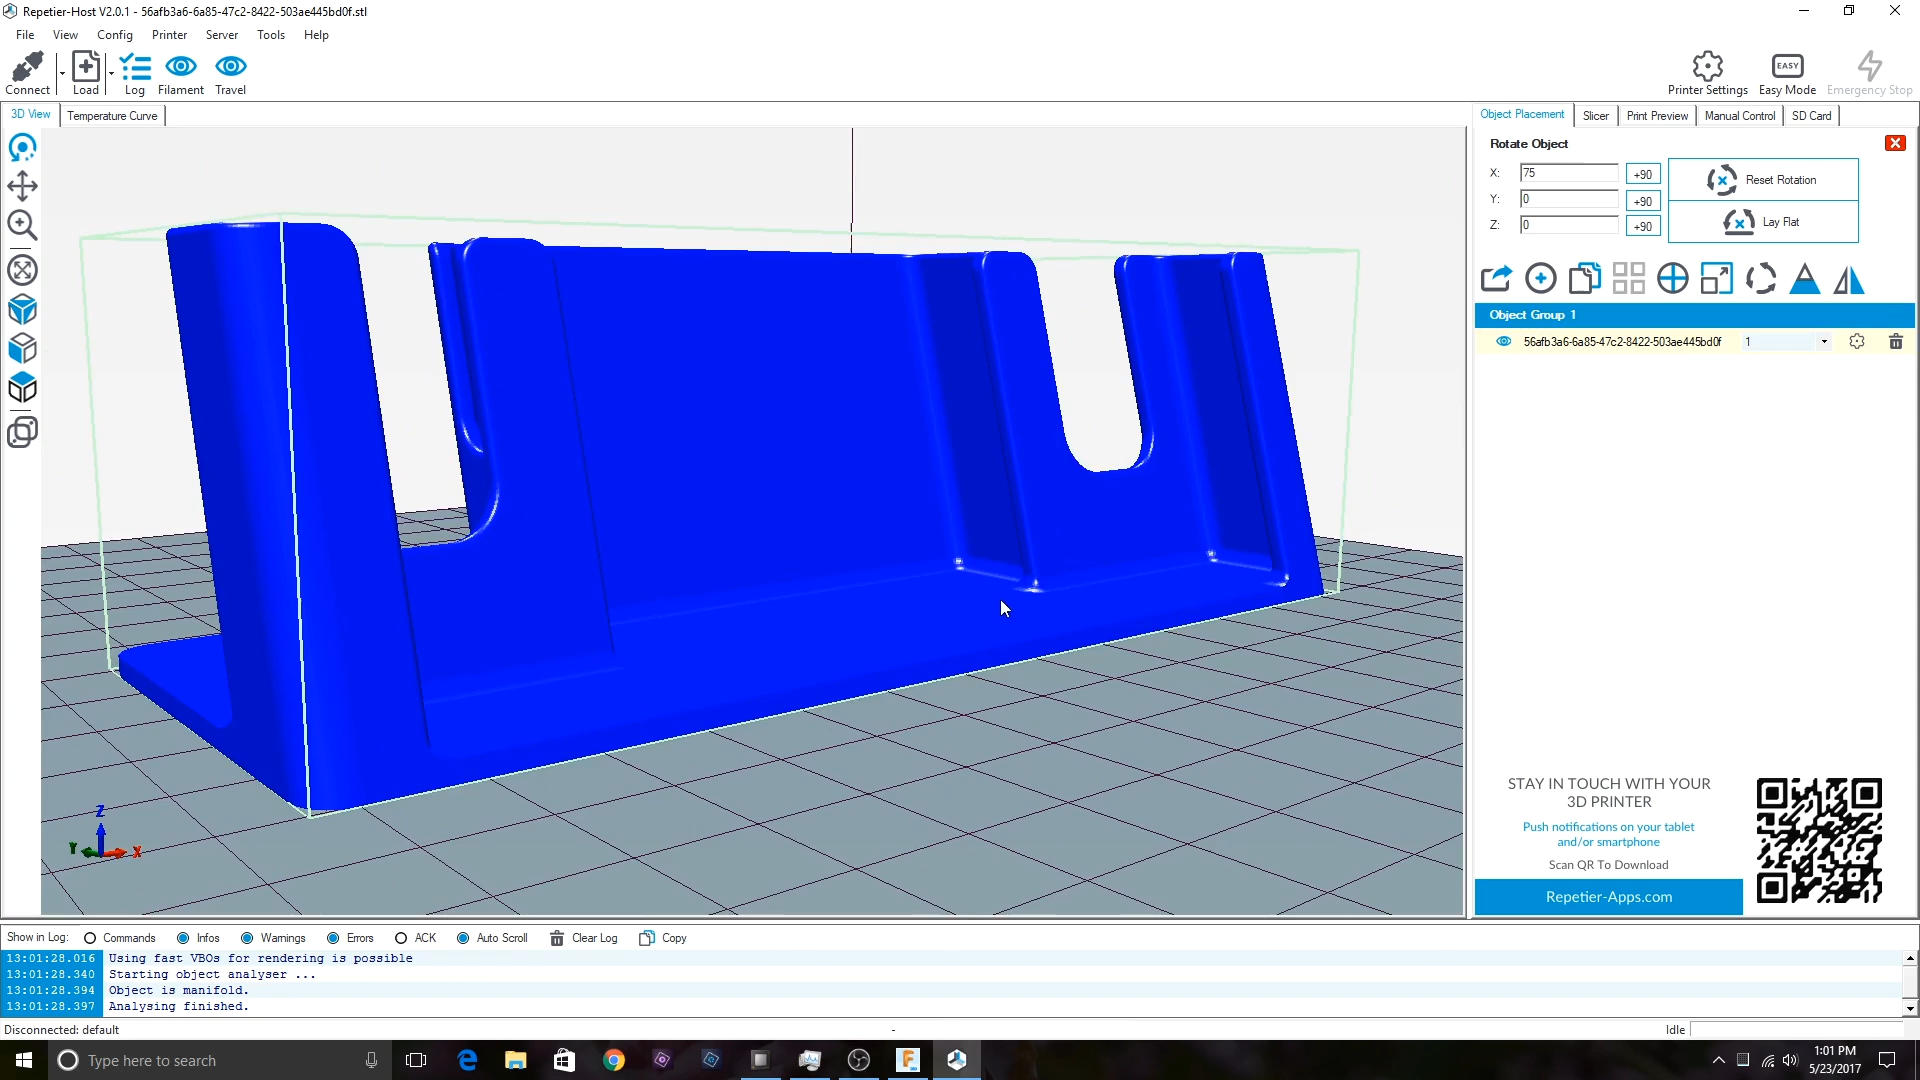 Repetier-Host V2.0.1 - 56afb3a6-6a85-47c2-8422-503ae445bd0f.stl
File View Config Printer Server Tools Help
Connect Load Log Filament Travel Printer Settings EASY Easy Mode Emergency Stop
3D View Temperature Curve
Object Placement Slicer Print Preview Manual Control SD Card
Rotate Object
X: 75 +90
Y: 0 +90
Z: 0 +90
Reset Rotation
Lay Flat
Object Group 1
56afb3a6-6a85-47c2-8422-503ae445bd0f 1
Z
Y X
STAY IN TOUCH WITH YOUR
3D PRINTER
Push notifications on your tablet
and/or smartphone
Scan QR To Download
Repetier-Apps.com
Show in Log: Commands Infos Warnings Errors ACK Auto Scroll Clear Log Copy
13:01:28.016 Using fast VBOs for rendering is possible
13:01:28.340 Starting object analyser ...
13:01:28.394 Object is manifold.
13:01:28.397 Analysing finished.
Disconnected: default - Idle
Type here to search
1:01 PM
5/23/2017